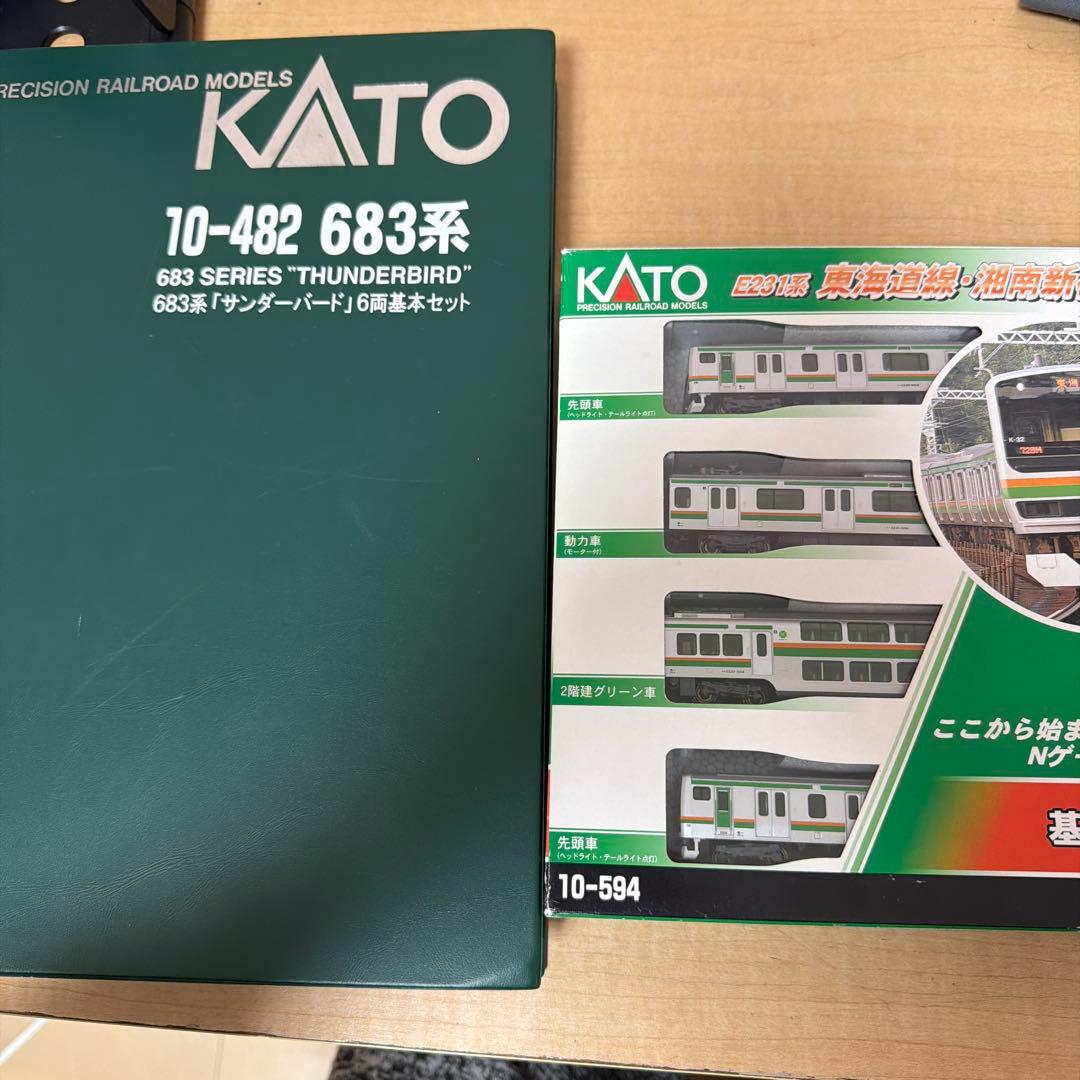 PRECISION RAILROAD MODELS
KATO
10-482 683系
683 SERIES "THUNDERBIRD"
683系「サンダーバード」6両基本セット
KATO
PRECISION RAILROAD MODELS
E231系 東海道線・湘南新
先頭車
(ヘッドライト・テールライト点灯)
動力車
(モーター付)
2階建グリーン車
先頭車
(ヘッドライト・テールライト点灯)
10-594
K-22
ここから始ま
Nゲー
基